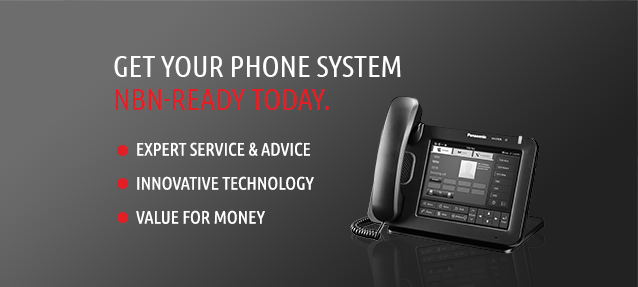 GET YOUR PHONE SYSTEM
NBN-READY TODAY.
EXPERT SERVICE & ADVICE
INNOVATIVE TECHNOLOGY
VALUE FOR MONEY
Panasonic